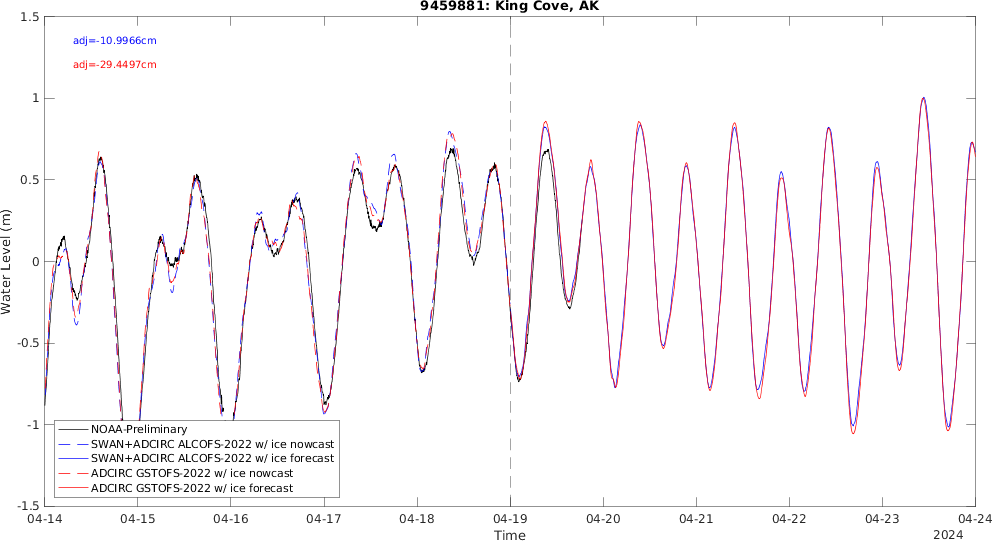 9459881: King Cove, AK
adj=-10.9966cm
adj=-29.4497cm
Water Level (m)
1.5
1
0.5
0
-0.5
-1
-1.5
NOAA-Preliminary
SWAN+ADCIRC ALCOFS-2022 w/ ice nowcast
SWAN+ADCIRC ALCOFS-2022 w/ ice forecast
ADCIRC GSTOFS-2022 w/ ice nowcast
ADCIRC GSTOFS-2022 w/ ice forecast
04-14 04-15 04-16 04-17 04-18 04-19 04-20 04-21 04-22 04-23 04-24
Time
2024